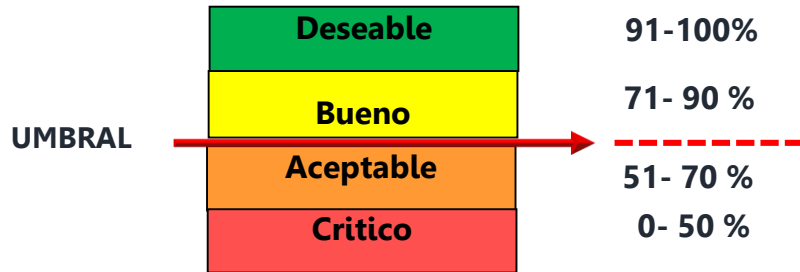 Deseable 91-100%
Bueno 71- 90 %
UMBRAL
Aceptable 51- 70 %
Critico 0- 50 %